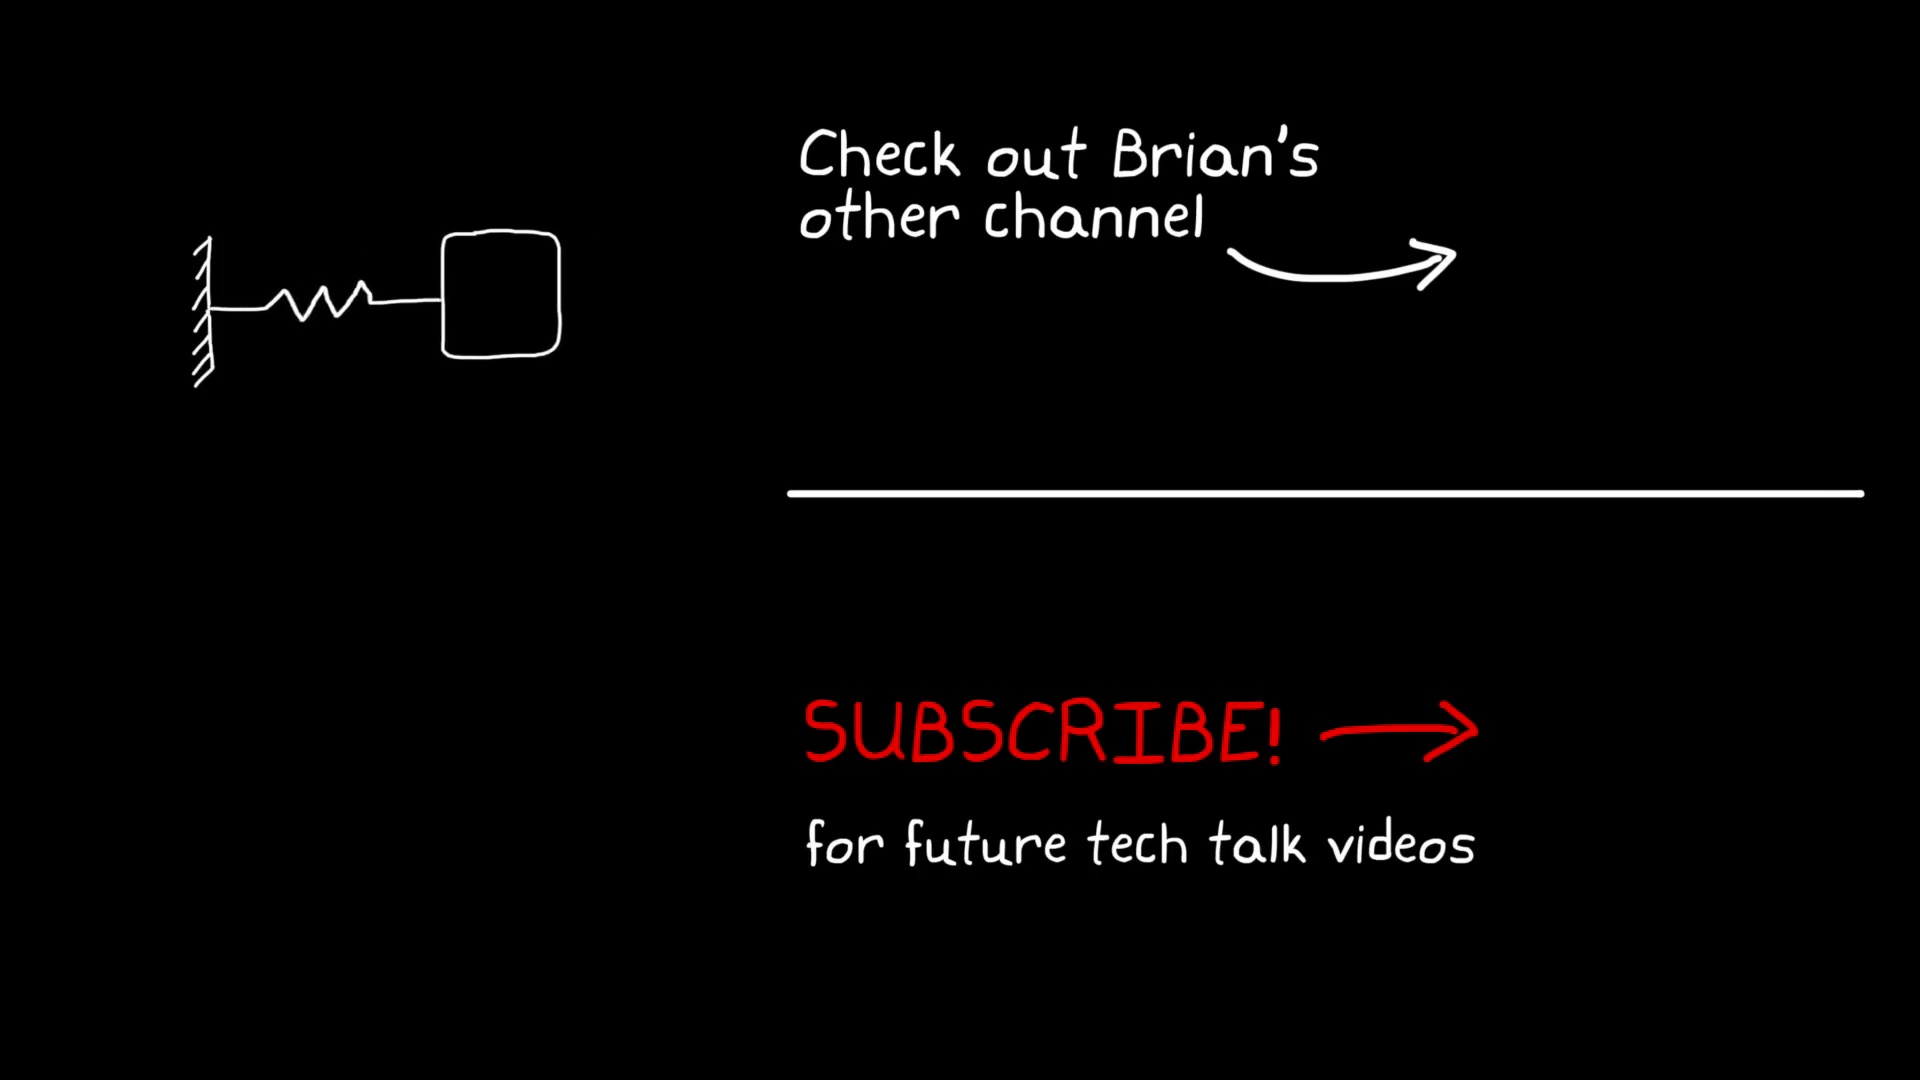 Check out Brian's
other channel
SUBSCRIBE!
for future tech talk videos